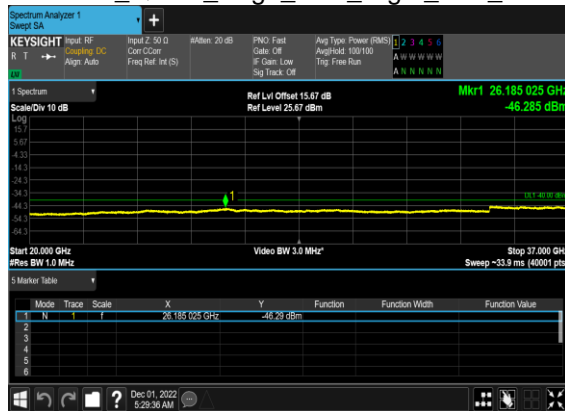 Spectrum Analyzer 1
Swept SA
+
KEYSIGHT Input: RF Input Z: 50 Ω #Atten: 20 dB PNO: Fast Avg Type: Power (RMS) 1 2 3 4 5 6
R T Coupling: DC Corr CCorr Gate: Off Avg|Hold: 100/100 A W W W W W
Align: Auto Freq Ref: Int (S) IF Gain: Low Trig: Free Run
Sig Track: Off A N N N N N
1 Spectrum Ref Lvl Offset 15.67 dB Mkr1 26.185 025 GHz
Scale/Div 10 dB Ref Level 25.67 dBm -46.285 dBm
Log
15.7
5.67
-4.33
-14.3
-24.3
-34.3 1 DL1 -40.00 dBm
-44.3
-54.3
-64.3
Start 20.000 GHz Video BW 3.0 MHz* Stop 37.000 GHz
#Res BW 1.0 MHz Sweep ~33.9 ms (40001 pts)
5 Marker Table
Mode Trace Scale X Y Function Function Width Function Value
1 N 1 f 26.185 025 GHz -46.29 dBm
2
3
4
5
6
? Dec 01, 2022
5:29:36 AM